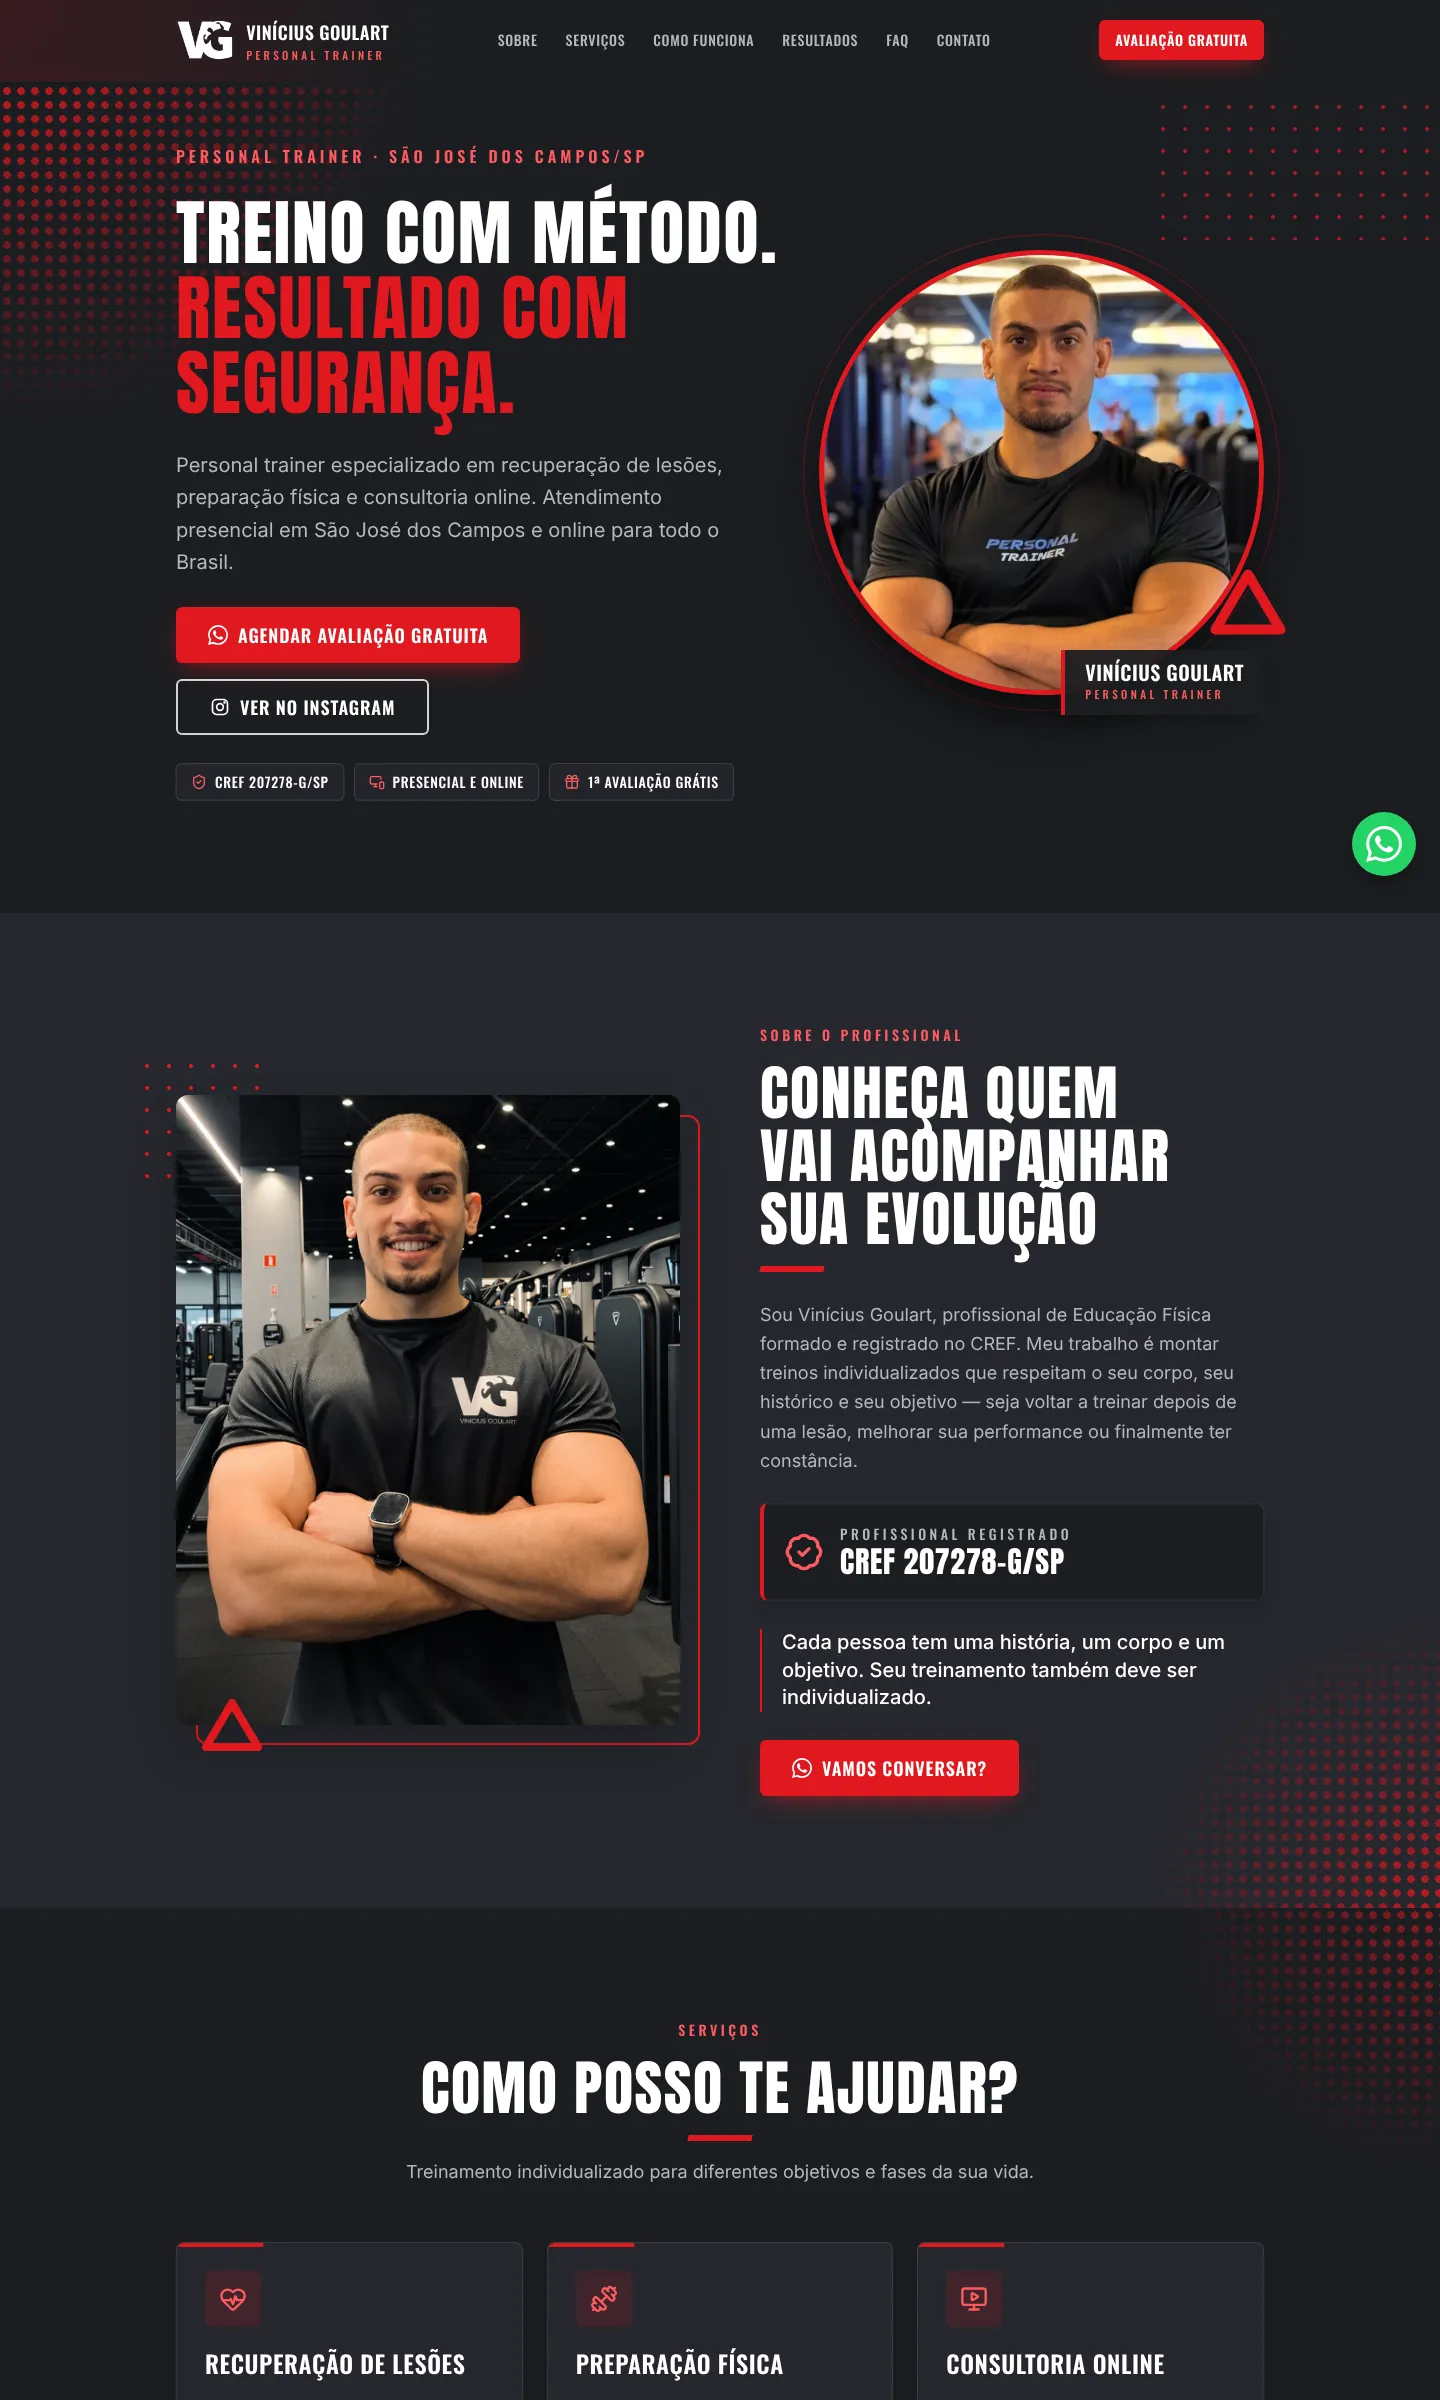 VG VINÍCIUS GOULART
PERSONAL TRAINER
SOBRE SERVIÇOS COMO FUNCIONA RESULTADOS FAQ CONTATO
AVALIAÇÃO GRATUITA
PERSONAL TRAINER · SÃO JOSÉ DOS CAMPOS/SP
TREINO COM MÉTODO.
RESULTADO COM
SEGURANÇA.
Personal trainer especializado em recuperação de lesões,
preparação física e consultoria online. Atendimento
presencial em São José dos Campos e online para todo o
Brasil.
AGENDAR AVALIAÇÃO GRATUITA
VER NO INSTAGRAM
CREF 207278-G/SP
PRESENCIAL E ONLINE
1ª AVALIAÇÃO GRÁTIS
PERSONAL
TRAINER
VINÍCIUS GOULART
PERSONAL TRAINER
VG
VINICIUS GOULART
SOBRE O PROFISSIONAL
CONHEÇA QUEM
VAI ACOMPANHAR
SUA EVOLUÇÃO
Sou Vinícius Goulart, profissional de Educação Física
formado e registrado no CREF. Meu trabalho é montar
treinos individualizados que respeitam o seu corpo, seu
histórico e seu objetivo — seja voltar a treinar depois de
uma lesão, melhorar sua performance ou finalmente ter
constância.
PROFISSIONAL REGISTRADO
CREF 207278-G/SP
Cada pessoa tem uma história, um corpo e um
objetivo. Seu treinamento também deve ser
individualizado.
VAMOS CONVERSAR?
SERVIÇOS
COMO POSSO TE AJUDAR?
Treinamento individualizado para diferentes objetivos e fases da sua vida.
RECUPERAÇÃO DE LESÕES
PREPARAÇÃO FÍSICA
CONSULTORIA ONLINE